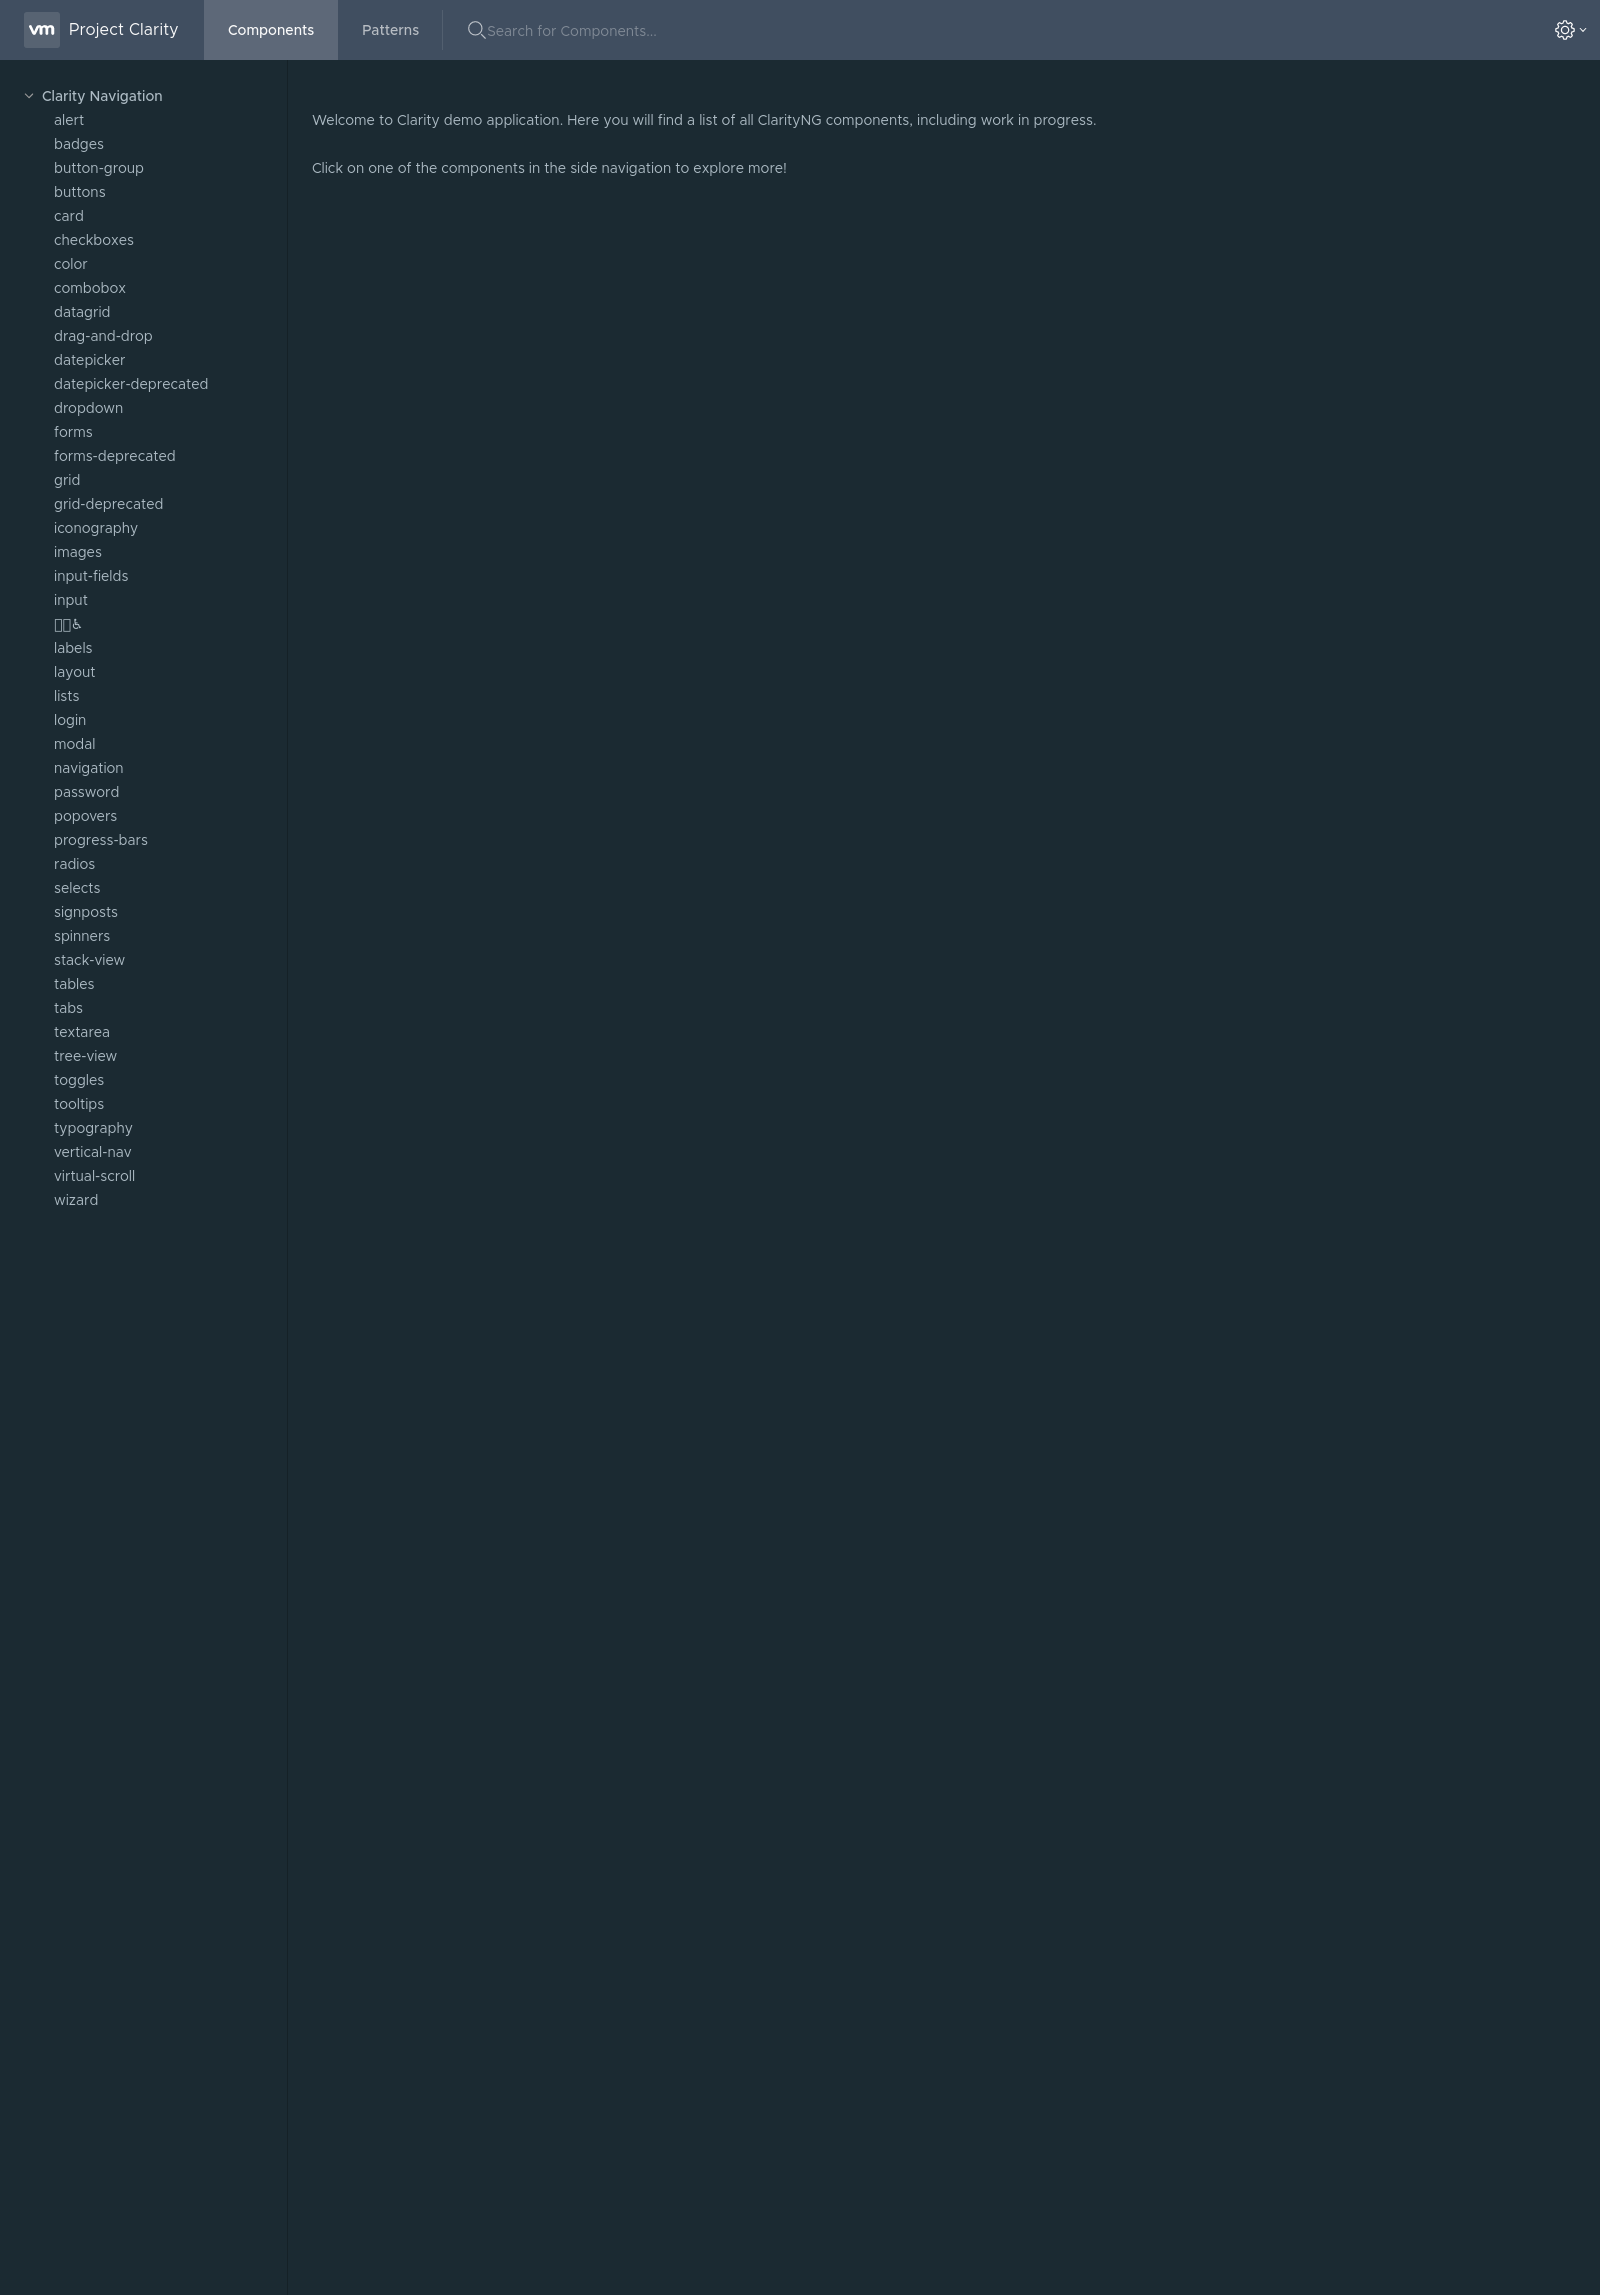 vm Project Clarity Components Patterns Search for Components...
Clarity Navigation
alert
badges
button-group
buttons
card
checkboxes
color
combobox
datagrid
drag-and-drop
datepicker
datepicker-deprecated
dropdown
forms
forms-deprecated
grid
grid-deprecated
iconography
images
input-fields
input
♿
labels
layout
lists
login
modal
navigation
password
popovers
progress-bars
radios
selects
signposts
spinners
stack-view
tables
tabs
textarea
tree-view
toggles
tooltips
typography
vertical-nav
virtual-scroll
wizard
Welcome to Clarity demo application. Here you will find a list of all ClarityNG components, including work in progress.
Click on one of the components in the side navigation to explore more!